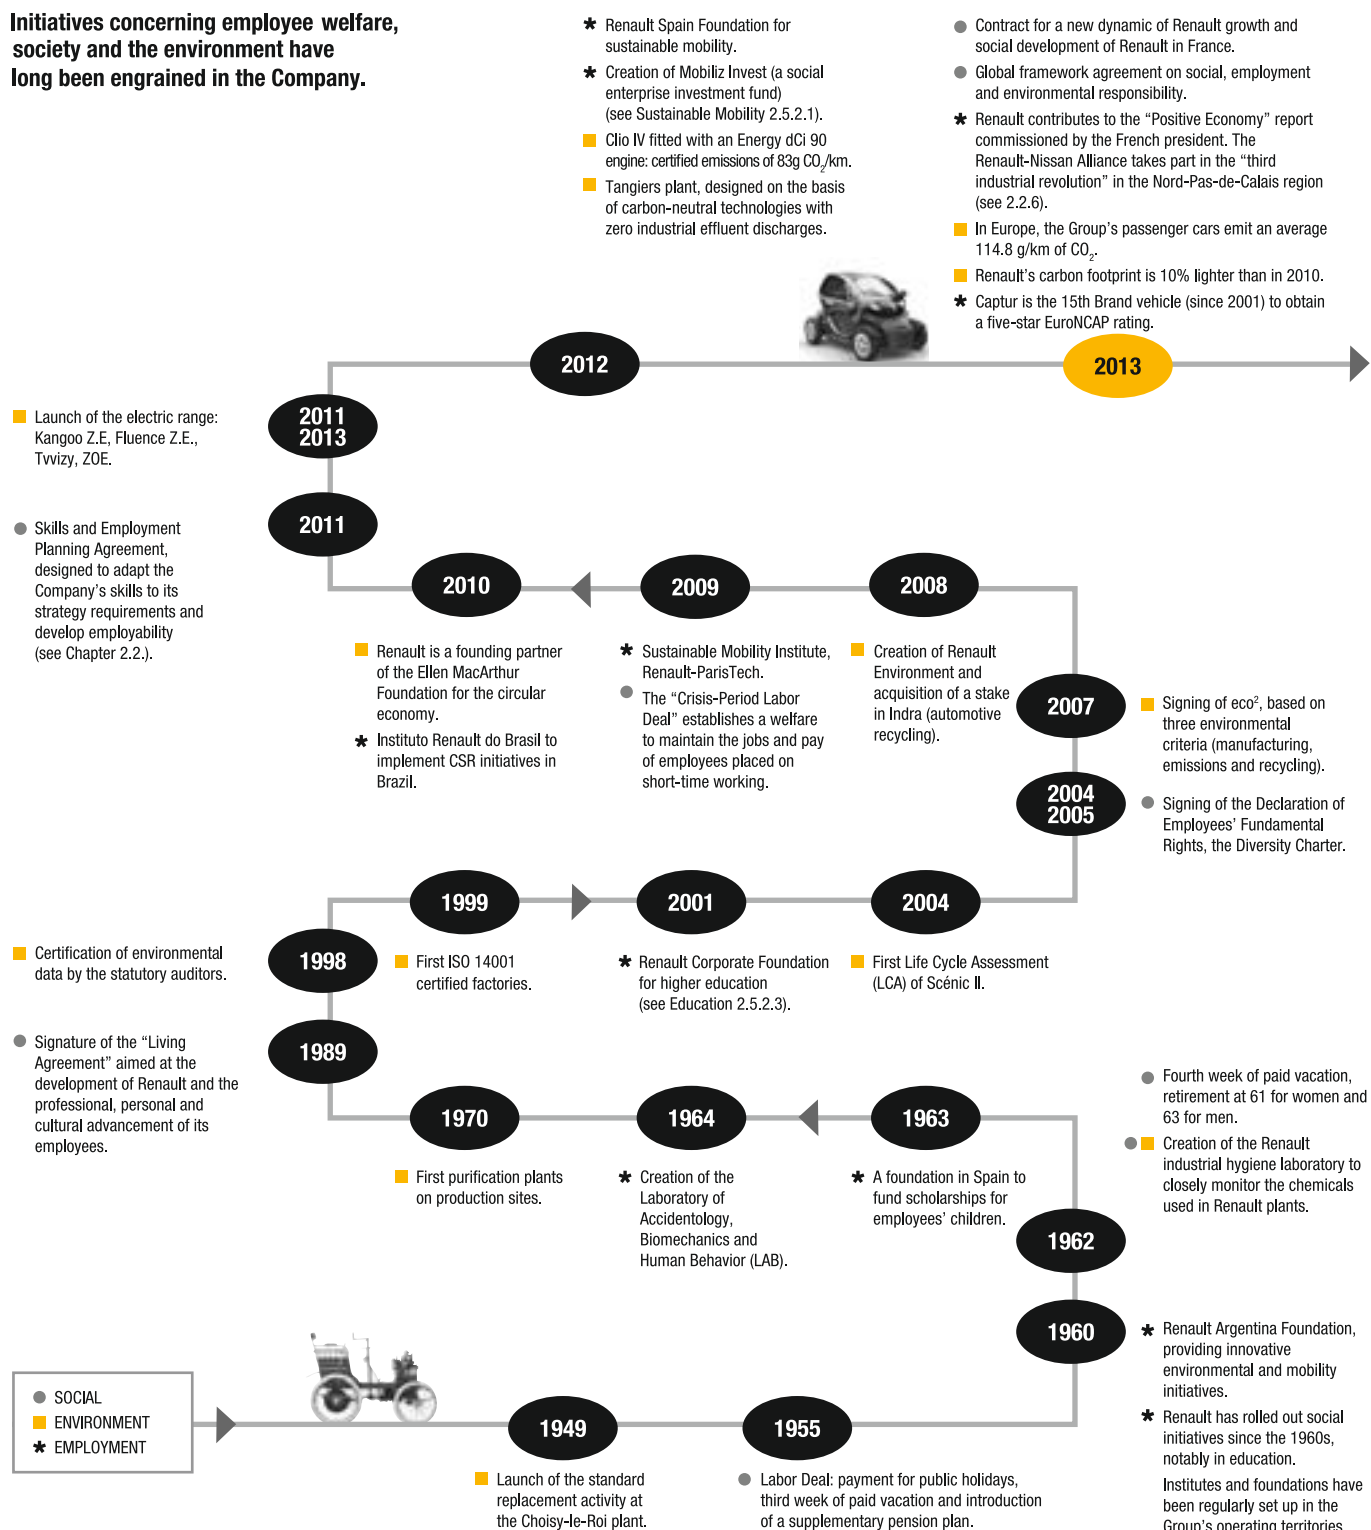 Initiatives concerning employee welfare,
society and the environment have
long been engrained in the Company.
* Renault Spain Foundation for
sustainable mobility.
* Creation of Mobiliz Invest (a social
enterprise investment fund)
(see Sustainable Mobility 2.5.2.1).
Clio IV fitted with an Energy dCi 90
engine: certified emissions of 83g CO₂/km.
Tangiers plant, designed on the basis
of carbon-neutral technologies with
zero industrial effluent discharges.
Contract for a new dynamic of Renault growth and
social development of Renault in France.
Global framework agreement on social, employment
and environmental responsibility.
* Renault contributes to the “Positive Economy” report
commissioned by the French president. The
Renault-Nissan Alliance takes part in the “third
industrial revolution” in the Nord-Pas-de-Calais region
(see 2.2.6).
In Europe, the Group’s passenger cars emit an average
114.8 g/km of CO₂.
Renault’s carbon footprint is 10% lighter than in 2010.
* Captur is the 15th Brand vehicle (since 2001) to obtain
a five-star EuroNCAP rating.
2012
2013
Launch of the electric range:
Kangoo Z.E, Fluence Z.E.,
Tvvizy, ZOE.
2011
2013
Skills and Employment
Planning Agreement,
designed to adapt the
Company’s skills to its
strategy requirements and
develop employability
(see Chapter 2.2.).
2011
2010
2009
2008
Renault is a founding partner
of the Ellen MacArthur
Foundation for the circular
economy.
* Instituto Renault do Brasil to
implement CSR initiatives in
Brazil.
* Sustainable Mobility Institute,
Renault-ParisTech.
The “Crisis-Period Labor
Deal” establishes a welfare
to maintain the jobs and pay
of employees placed on
short-time working.
Creation of Renault
Environment and
acquisition of a stake
in Indra (automotive
recycling).
2007
Signing of eco², based on
three environmental
criteria (manufacturing,
emissions and recycling).
2004
2005
Signing of the Declaration of
Employees’ Fundamental
Rights, the Diversity Charter.
1999
2001
2004
Certification of environmental
data by the statutory auditors.
1998
First ISO 14001
certified factories.
* Renault Corporate Foundation
for higher education
(see Education 2.5.2.3).
First Life Cycle Assessment
(LCA) of Scénic II.
Signature of the “Living
Agreement” aimed at the
development of Renault and the
professional, personal and
cultural advancement of its
employees.
1989
1970
1964
1963
First purification plants
on production sites.
* Creation of the
Laboratory of
Accidentology,
Biomechanics and
Human Behavior (LAB).
* A foundation in Spain to
fund scholarships for
employees’ children.
Fourth week of paid vacation,
retirement at 61 for women and
63 for men.
Creation of the Renault
industrial hygiene laboratory to
closely monitor the chemicals
used in Renault plants.
1962
1960
* Renault Argentina Foundation,
providing innovative
environmental and mobility
initiatives.
* Renault has rolled out social
initiatives since the 1960s,
notably in education.
Institutes and foundations have
been regularly set up in the
Group’s operating territories
SOCIAL
ENVIRONMENT
* EMPLOYMENT
1949
1955
Launch of the standard
replacement activity at
the Choisy-le-Roi plant.
Labor Deal: payment for public holidays,
third week of paid vacation and introduction
of a supplementary pension plan.